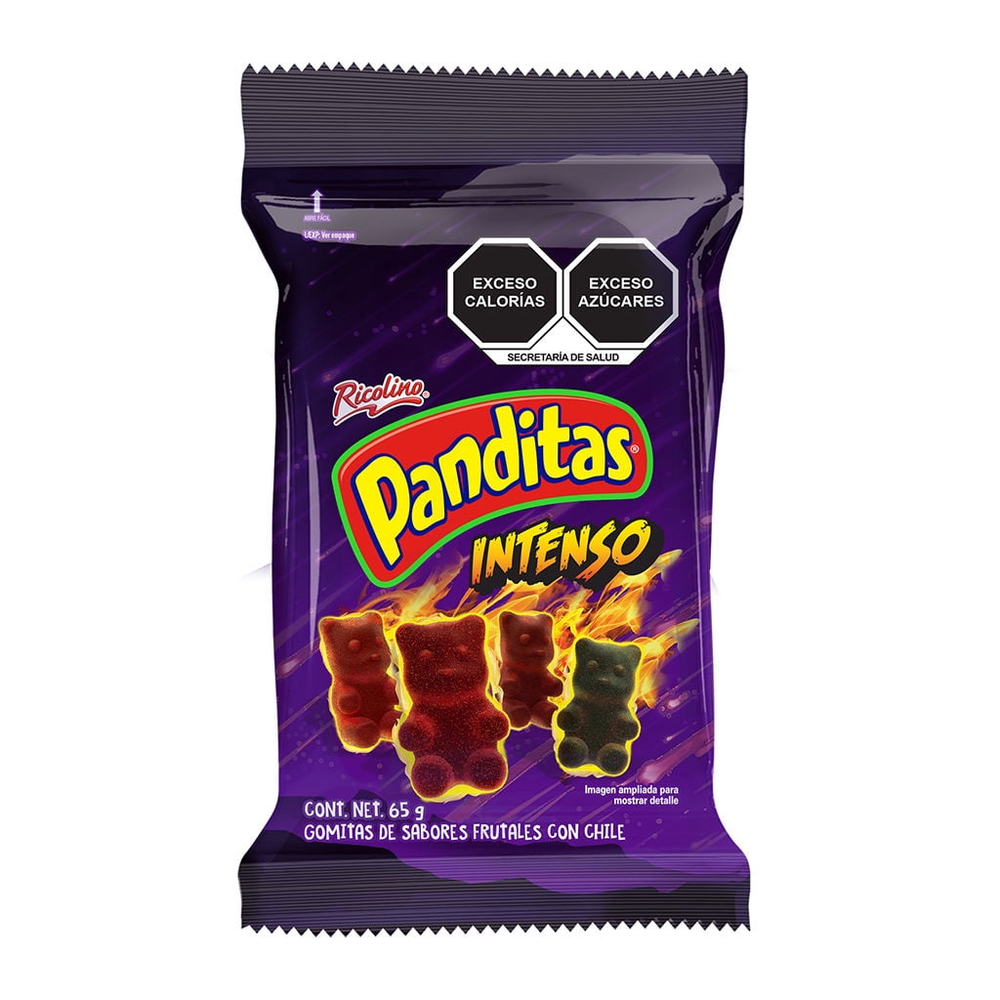 ABRE FÁCIL
L/EXP: Ver empaque
EXCESO
CALORÍAS
EXCESO
AZÚCARES
SECRETARÍA DE SALUD
Ricolino®
Panditas®
INTENSO
Imagen ampliada para
mostrar detalle
CONT. NET. 65 g
GOMITAS DE SABORES FRUTALES CON CHILE